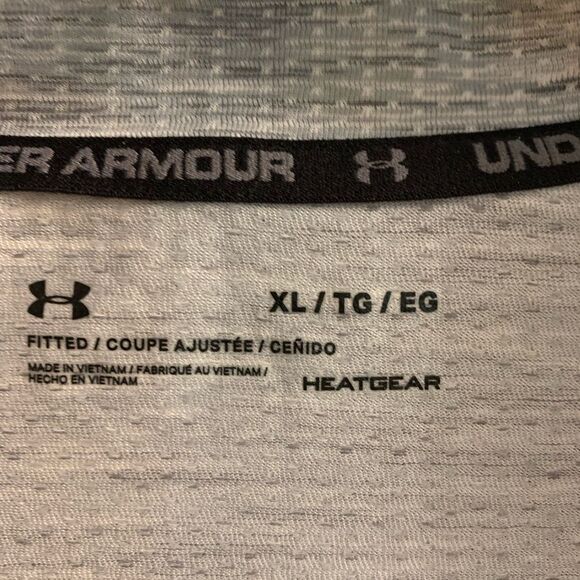 ER ARMOUR UND
XL / TG / EG
FITTED / COUPE AJUSTÉE / CEÑIDO
MADE IN VIETNAM / FABRIQUÉ AU VIETNAM /
HECHO EN VIETNAM
HEATGEAR